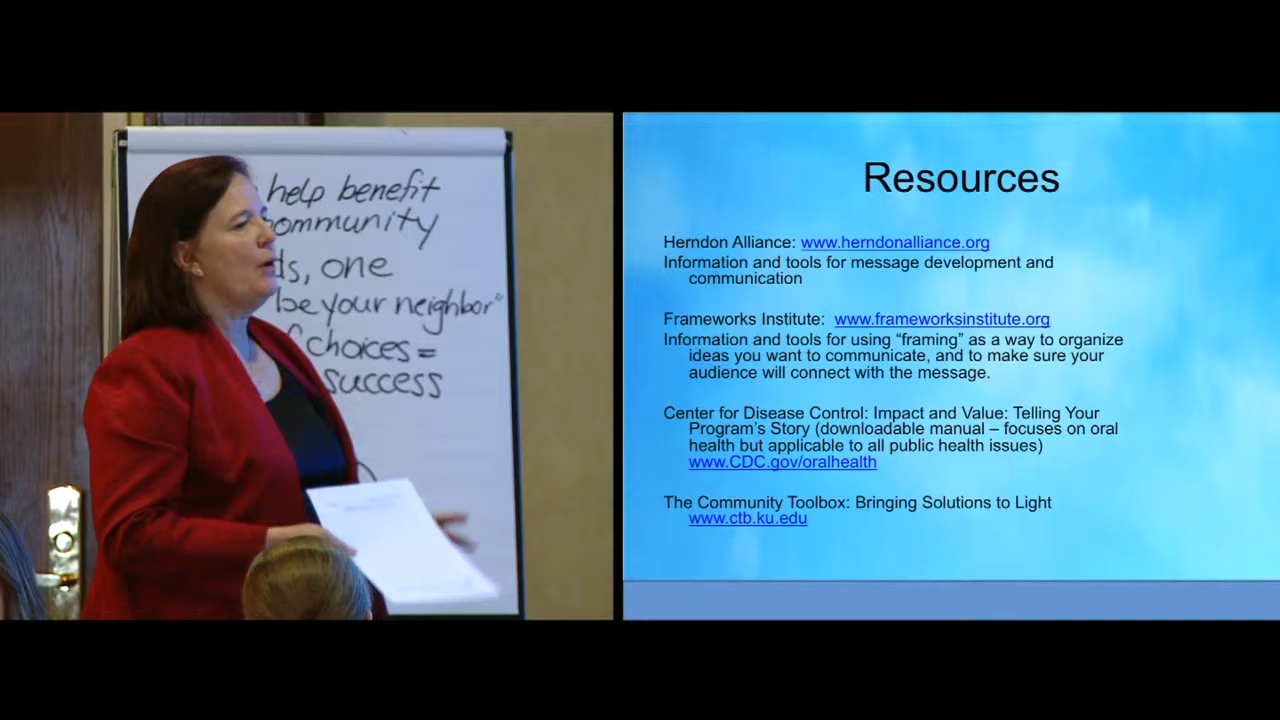 help benefit
community
one
be your neighbor"
choices =
success
Resources
Herndon Alliance: www.herndonalliance.org
Information and tools for message development and
communication
Frameworks Institute: www.frameworksinstitute.org
Information and tools for using “framing” as a way to organize
ideas you want to communicate, and to make sure your
audience will connect with the message.
Center for Disease Control: Impact and Value: Telling Your
Program’s Story (downloadable manual – focuses on oral
health but applicable to all public health issues)
www.CDC.gov/oralhealth
The Community Toolbox: Bringing Solutions to Light
www.ctb.ku.edu